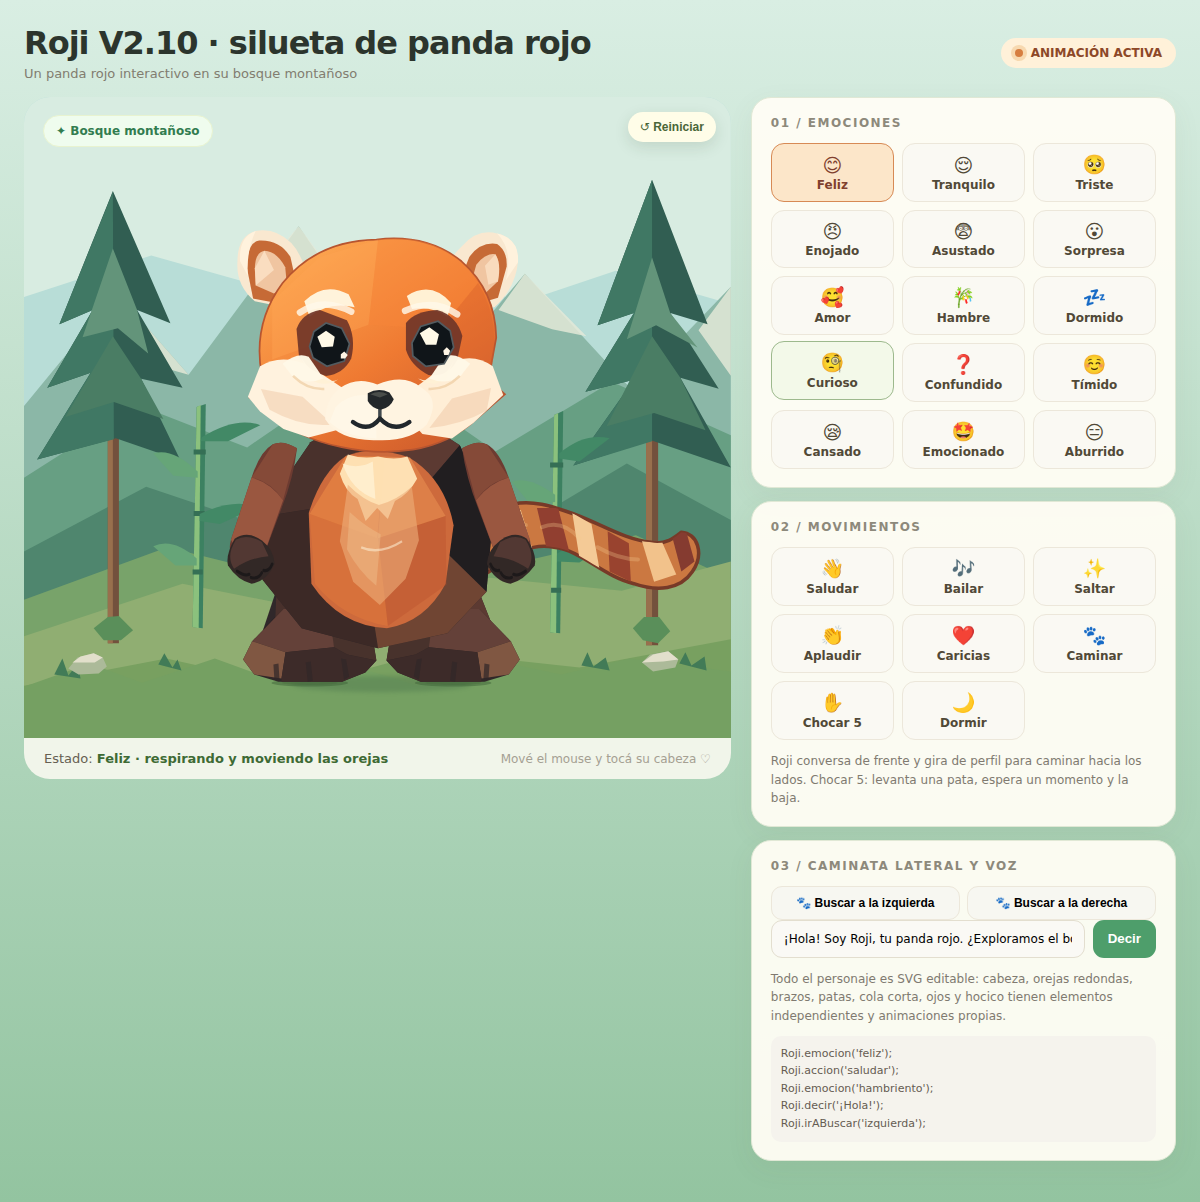 Roji V2.10 · silueta de panda rojo
Un panda rojo interactivo en su bosque montañoso
ANIMACIÓN ACTIVA
✦ Bosque montañoso
↺ Reiniciar
Estado: Feliz · respirando y moviendo las orejas
Mové el mouse y tocá su cabeza ♡
01 / EMOCIONES
Feliz
Tranquilo
Triste
Enojado
Asustado
Sorpresa
Amor
Hambre
Dormido
Curioso
Confundido
Tímido
Cansado
Emocionado
Aburrido
02 / MOVIMIENTOS
Saludar
Bailar
Saltar
Aplaudir
Caricias
Caminar
Chocar 5
Dormir
Roji conversa de frente y gira de perfil para caminar hacia los
lados. Chocar 5: levanta una pata, espera un momento y la
baja.
03 / CAMINATA LATERAL Y VOZ
🐾 Buscar a la izquierda
🐾 Buscar a la derecha
¡Hola! Soy Roji, tu panda rojo. ¿Exploramos el bo
Decir
Todo el personaje es SVG editable: cabeza, orejas redondas,
brazos, patas, cola corta, ojos y hocico tienen elementos
independientes y animaciones propias.
Roji.emocion('feliz');
Roji.accion('saludar');
Roji.emocion('hambriento');
Roji.decir('¡Hola!');
Roji.irABuscar('izquierda');